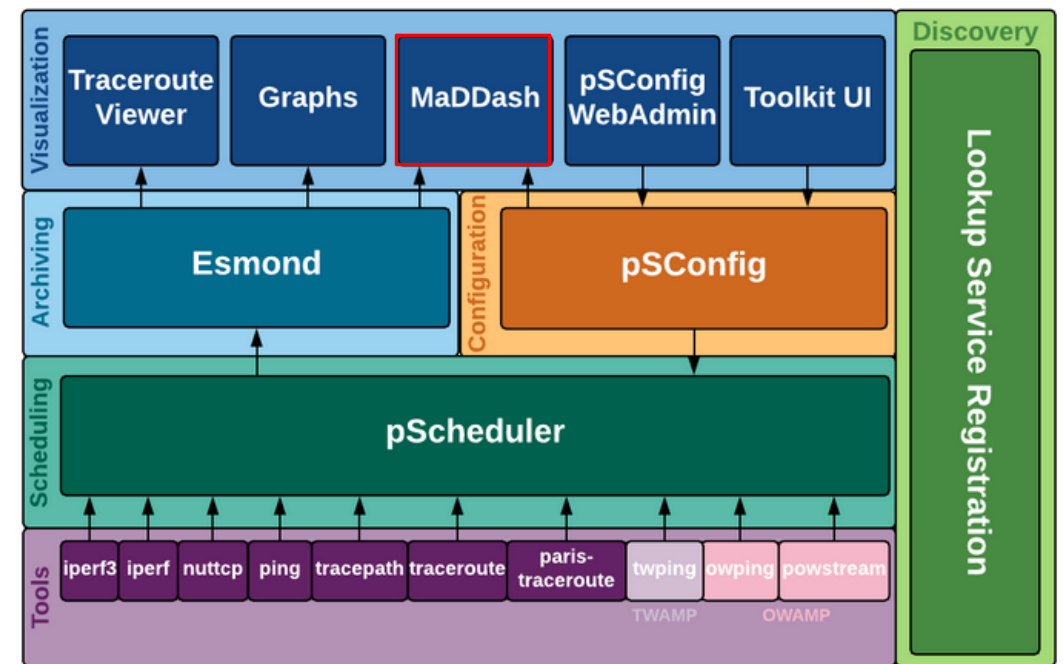 Visualization
Traceroute
Viewer
Graphs
MaDDash
pSConfig
WebAdmin
Toolkit UI
Discovery
Lookup Service Registration
Archiving
Esmond
Configuration
pSConfig
Scheduling
pScheduler
Tools
iperf3
iperf
nuttcp
ping
tracepath
traceroute
paris-
traceroute
twping
owping
powstream
TWAMP
OWAMP